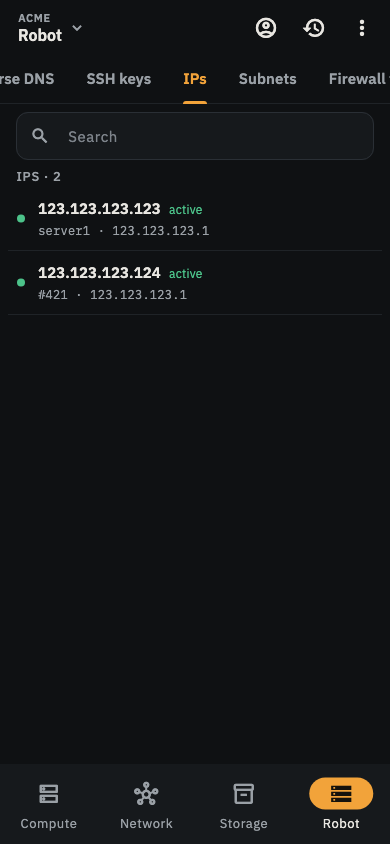 ACME
Robot
rse DNS SSH keys IPs Subnets Firewall
Search
IPS · 2
123.123.123.123 active
server1 · 123.123.123.1
123.123.123.124 active
#421 · 123.123.123.1
Compute Network Storage Robot